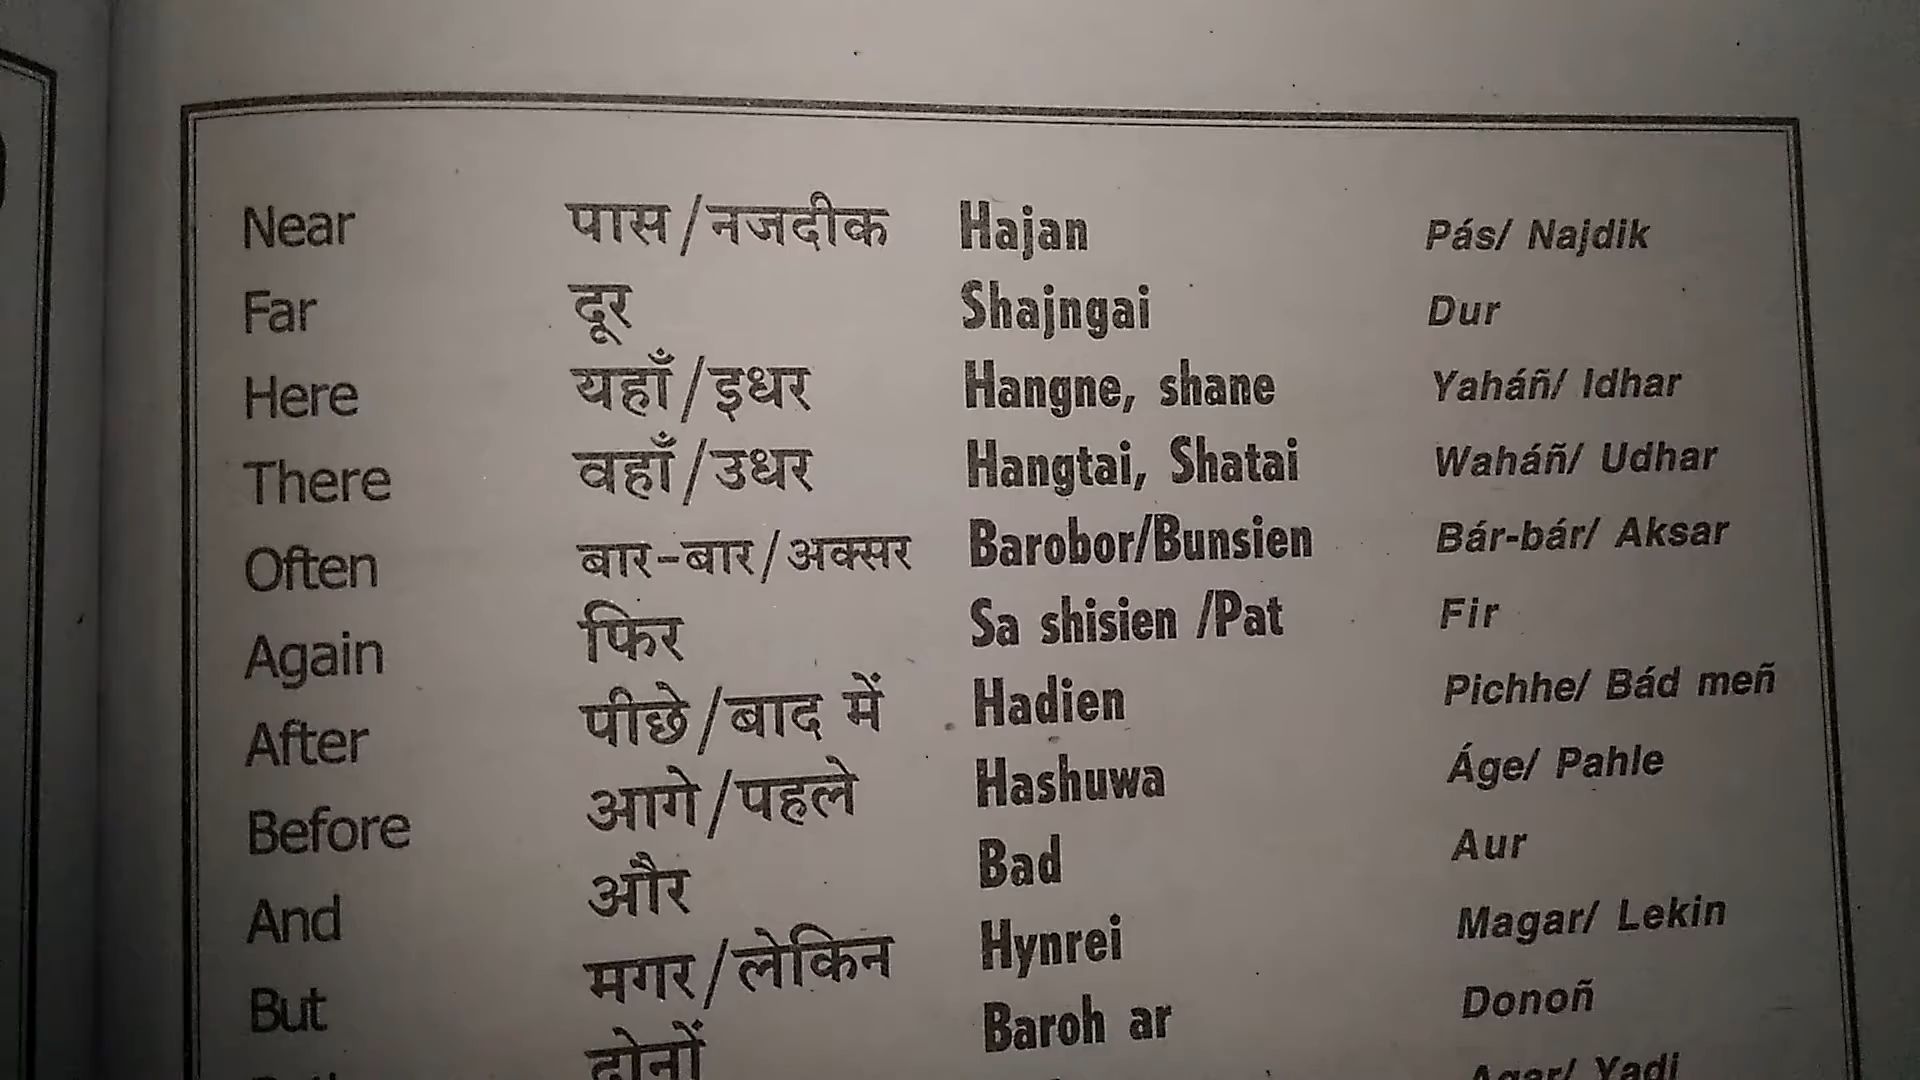 Near पास/नजदीक Hajan Pás/ Najdik
Far दूर Shajngai Dur
Here यहाँ/इधर Hangne, shane Yaháñ/ Idhar
There वहाँ/उधर Hangtai, Shatai Waháñ/ Udhar
Often बार-बार/अक्सर Barobor/Bunsien Bár-bár/ Aksar
Again फिर Sa shisien /Pat Fir
After पीछे/बाद में Hadien Pichhe/ Bád meñ
Before आगे/पहले Hashuwa Áge/ Pahle
And और Bad Aur
But मगर/लेकिन Hynrei Magar/ Lekin
दोनों Baroh ar Donoñ
Agar/ Yadi